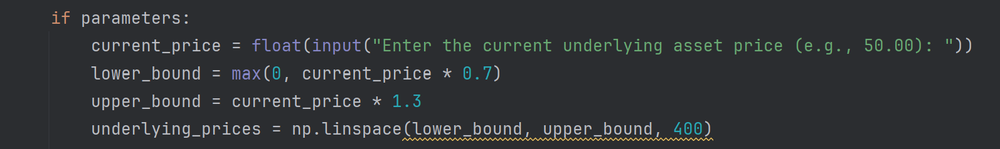 if parameters:
current_price = float(input("Enter the current underlying asset price (e.g., 50.00): "))
lower_bound = max(0, current_price * 0.7)
upper_bound = current_price * 1.3
underlying_prices = np.linspace(lower_bound, upper_bound, 400)